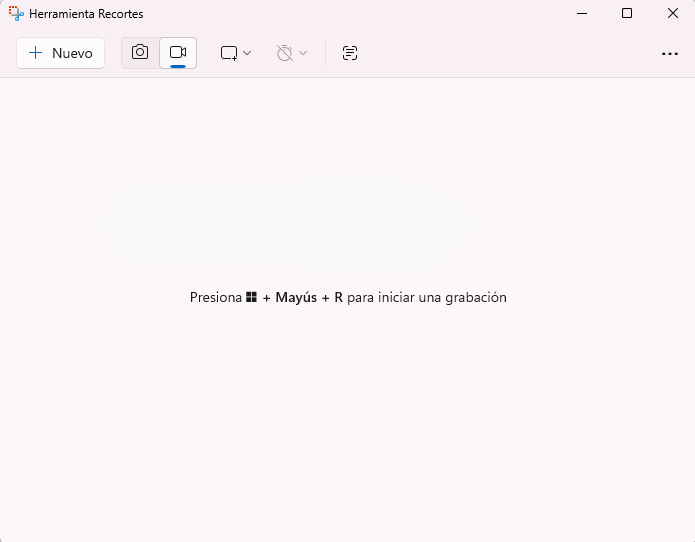 Herramienta Recortes
Nuevo
Presiona + Mayús + R para iniciar una grabación